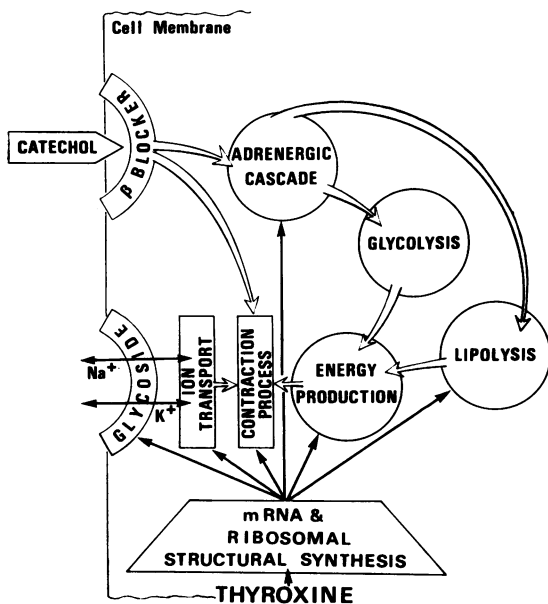 Cell Membrane
CATECHOL
β BLOCKER
ADRENERGIC
CASCADE
GLYCOLYSIS
LIPOLYSIS
ENERGY
PRODUCTION
CONTRACTION
PROCESS
ION
TRANSPORT
GLYCOSIDE
Na+
K+
mRNA &
RIBOSOMAL
STRUCTURAL SYNTHESIS
THYROXINE